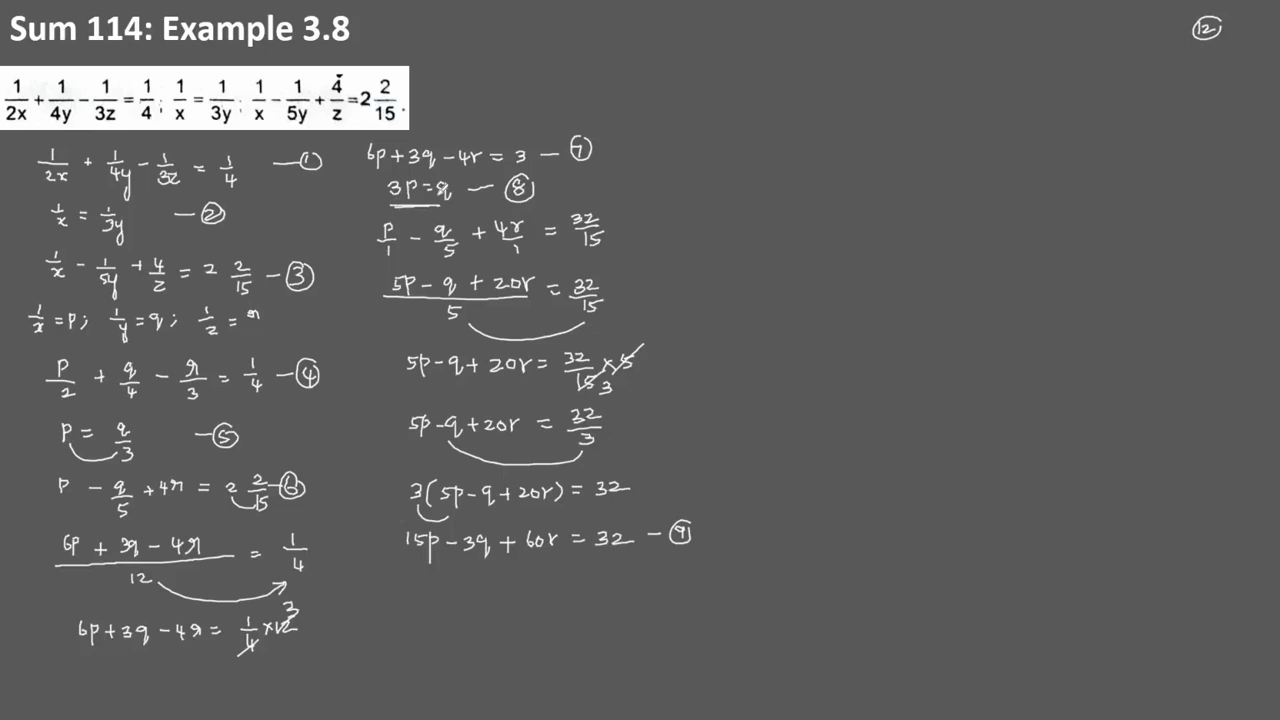 Sum 114: Example 3.8
12
1/2x + 1/4y - 1/3z = 1/4; 1/x = 1/3y; 1/x - 1/5y + 4/z = 2 2/15.
1/2x + 1/4y - 1/3z = 1/4 — ①
1/x = 1/3y — ②
1/x - 1/5y + 4/z = 2 2/15 — ③
1/x = p; 1/y = q; 1/z = r
p/2 + q/4 - r/3 = 1/4 — ④
p = q/3 — ⑤
p - q/5 + 4r = 2 2/15 — ⑥
6p + 3q - 4r / 12 = 1/4
6p + 3q - 4r = 1/4 × 12 3
6p + 3q - 4r = 3 — ⑦
3p = q — ⑧
p/1 - q/5 + 4r/1 = 32/15
5p - q + 20r / 5 = 32/15
5p - q + 20r = 32/15 × 5 3
5p - q + 20r = 32/3
3(5p - q + 20r) = 32
15p - 3q + 60r = 32 — ⑨